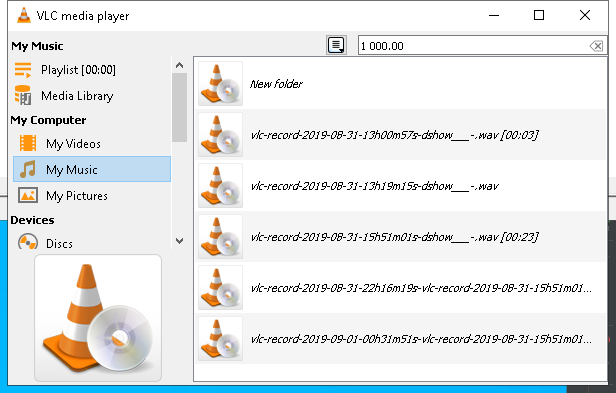 VLC media player
My Music
1 000.00
Playlist [00:00]
Media Library
My Computer
My Videos
My Music
My Pictures
Devices
Discs
New folder
vlc-record-2019-08-31-13h00m57s-dshow___-.wav [00:03]
vlc-record-2019-08-31-13h19m15s-dshow___-.wav
vlc-record-2019-08-31-15h51m01s-dshow___-.wav [00:23]
vlc-record-2019-08-31-22h16m19s-vlc-record-2019-08-31-15h51m01...
vlc-record-2019-09-01-00h31m51s-vlc-record-2019-08-31-15h51m01...